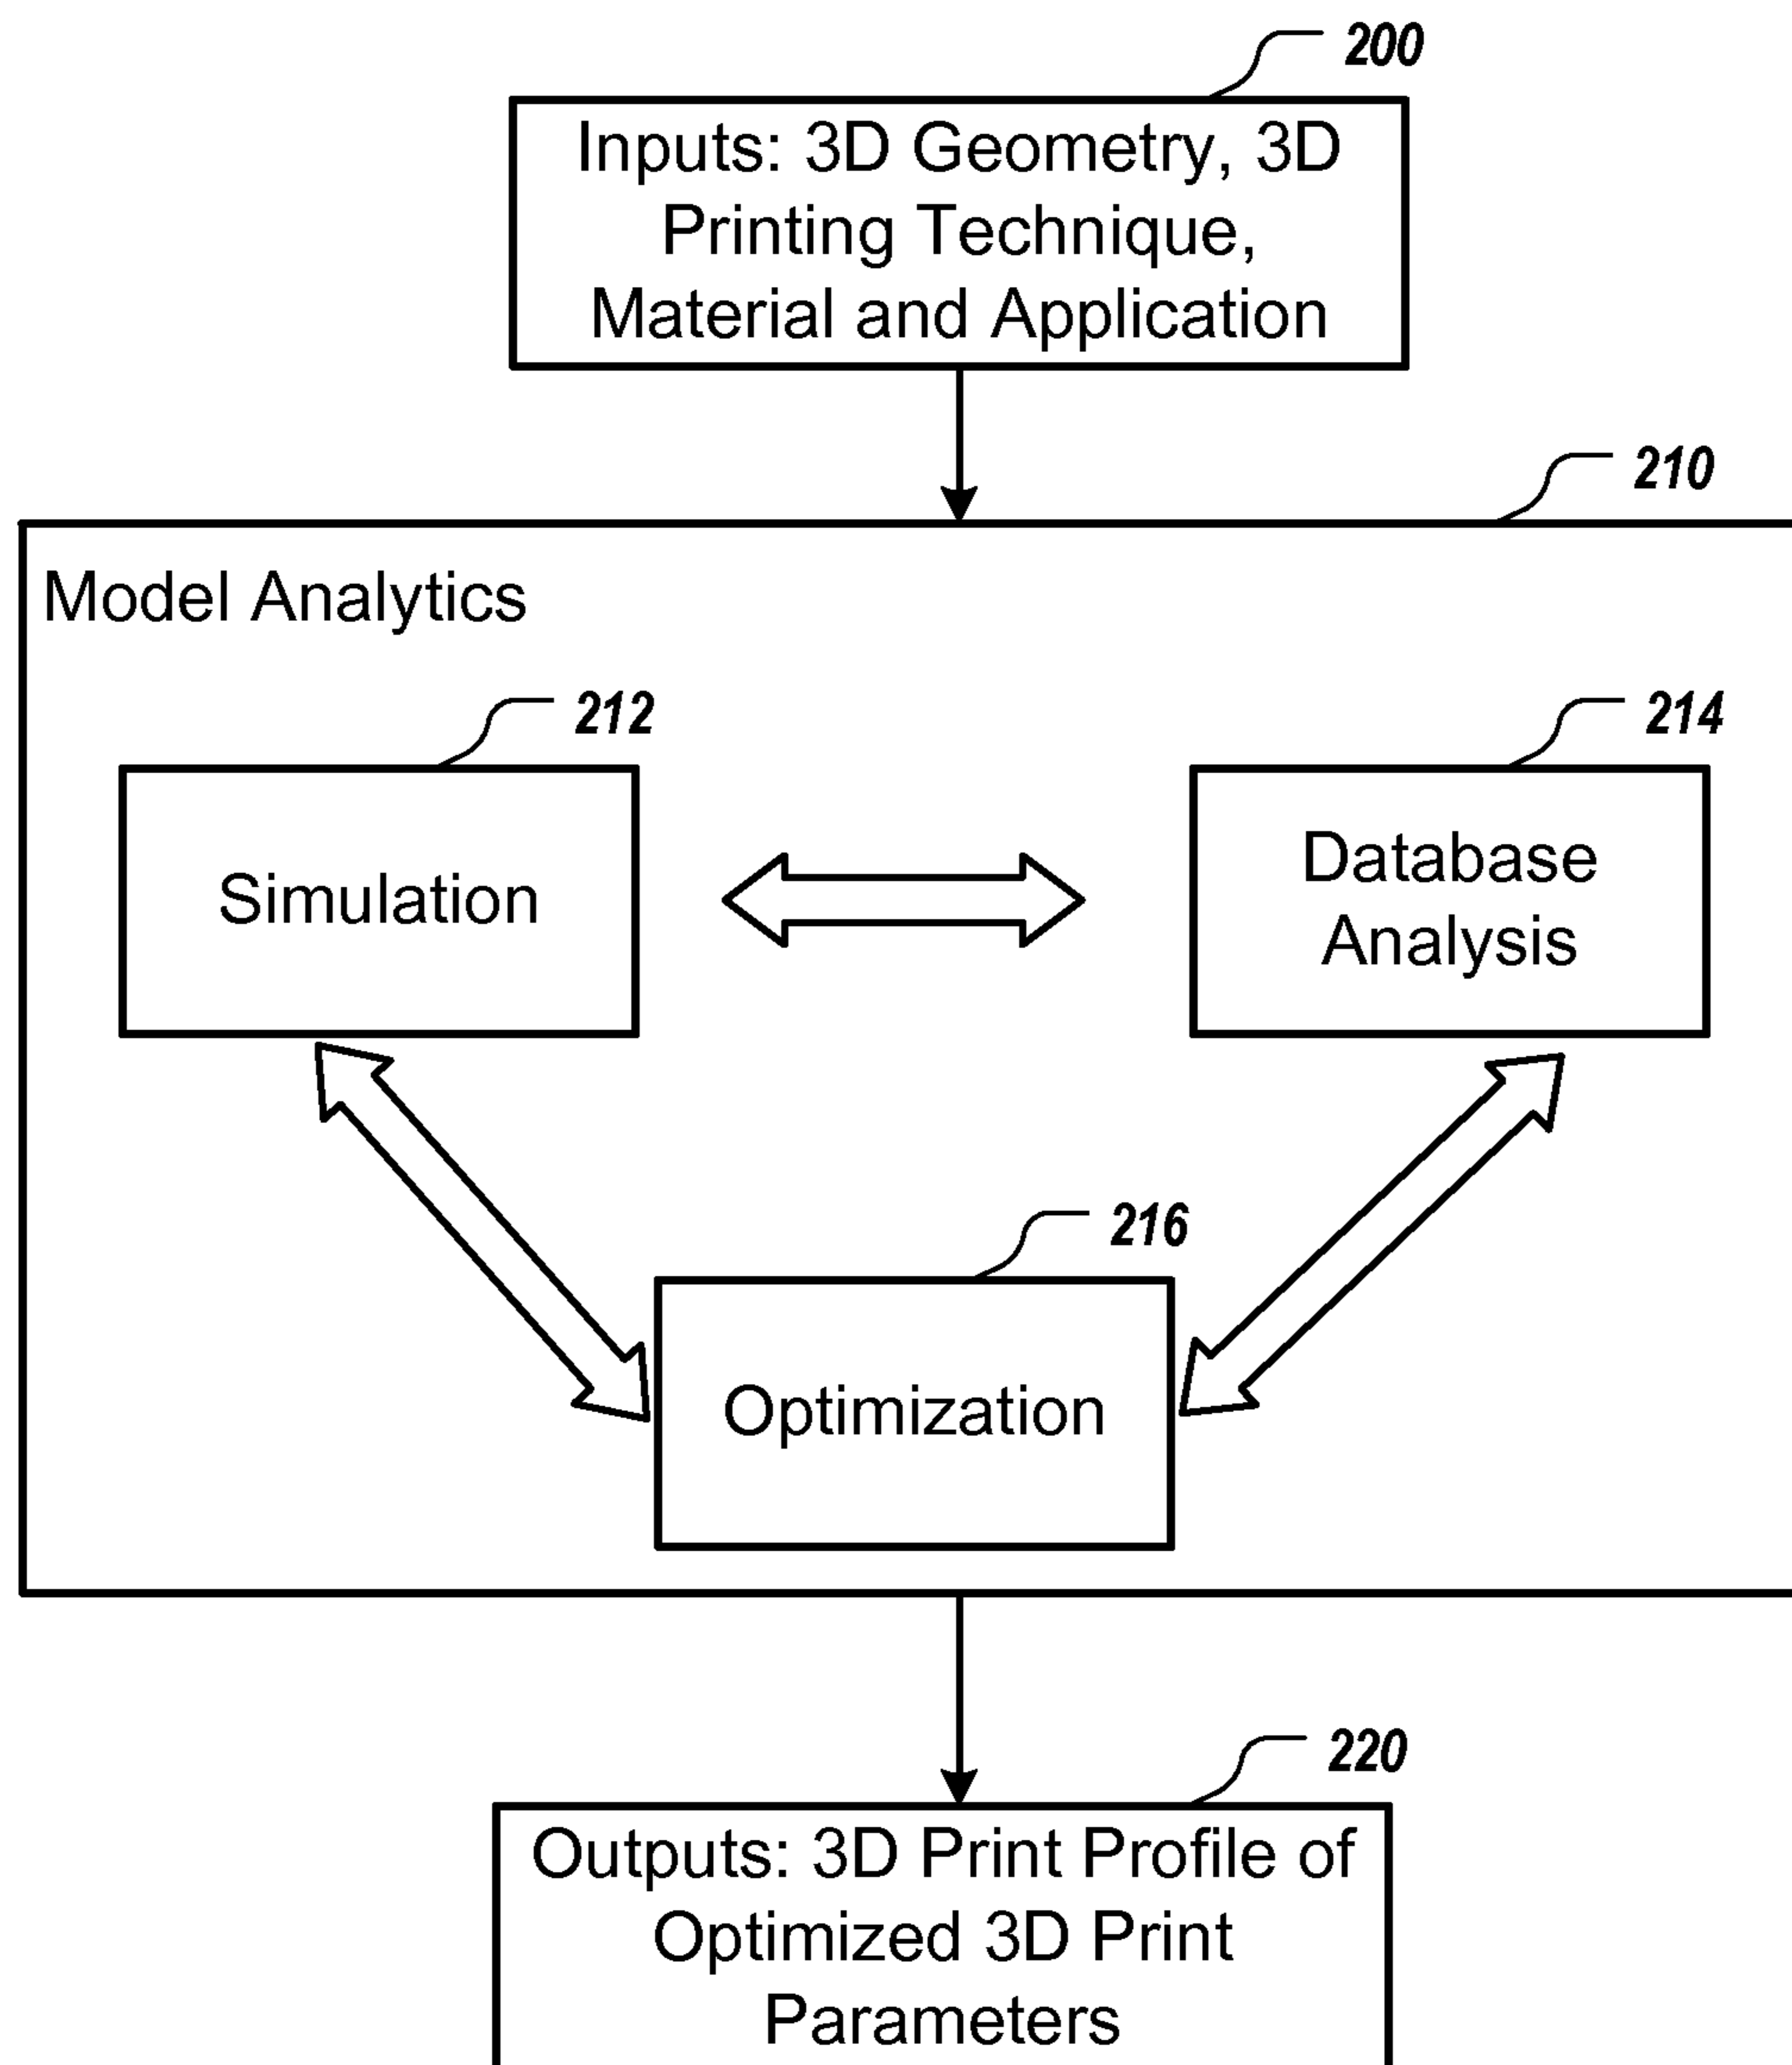 200
Inputs: 3D Geometry, 3D
Printing Technique,
Material and Application
210
Model Analytics
212
214
Simulation
Database
Analysis
216
Optimization
220
Outputs: 3D Print Profile of
Optimized 3D Print
Parameters